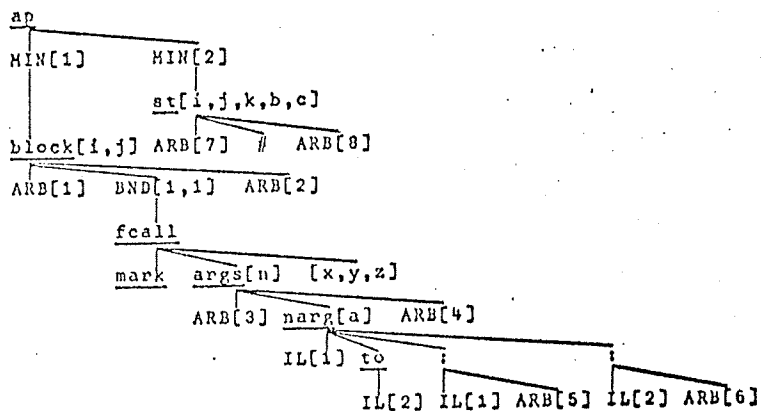 ap
MIN[1] MIN[2]
st[i,j,k,b,c]
block[i,j] ARB[7] // ARB[8]
ARB[1] BND[1,1] ARB[2]
fcall
mark args[n] [x,y,z]
ARB[3] narg[a] ARB[4]
IL[1] to : :
IL[2] IL[1] ARB[5] IL[2] ARB[6]